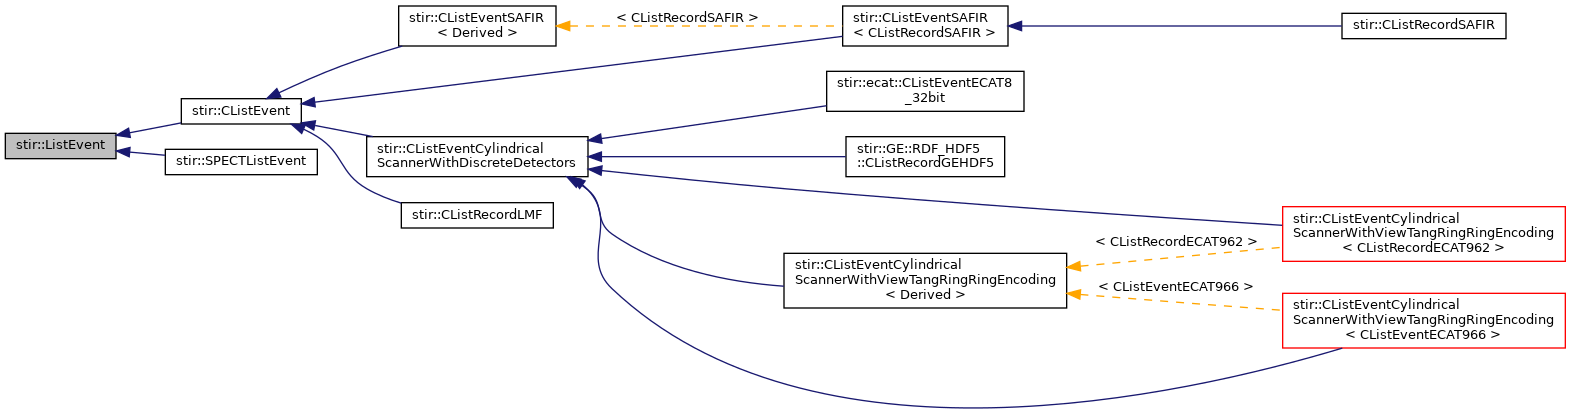 stir::ListEvent
stir::CListEvent
stir::SPECTListEvent
stir::CListEventSAFIR
< Derived >
< CListRecordSAFIR >
stir::CListEventSAFIR
< CListRecordSAFIR >
stir::CListRecordSAFIR
stir::CListEventCylindrical
ScannerWithDiscreteDetectors
stir::CListRecordLMF
stir::ecat::CListEventECAT8
_32bit
stir::GE::RDF_HDF5
::CListRecordGEHDF5
stir::CListEventCylindrical
ScannerWithViewTangRingRingEncoding
< Derived >
< CListRecordECAT962 >
< CListEventECAT966 >
stir::CListEventCylindrical
ScannerWithViewTangRingRingEncoding
< CListRecordECAT962 >
stir::CListEventCylindrical
ScannerWithViewTangRingRingEncoding
< CListEventECAT966 >